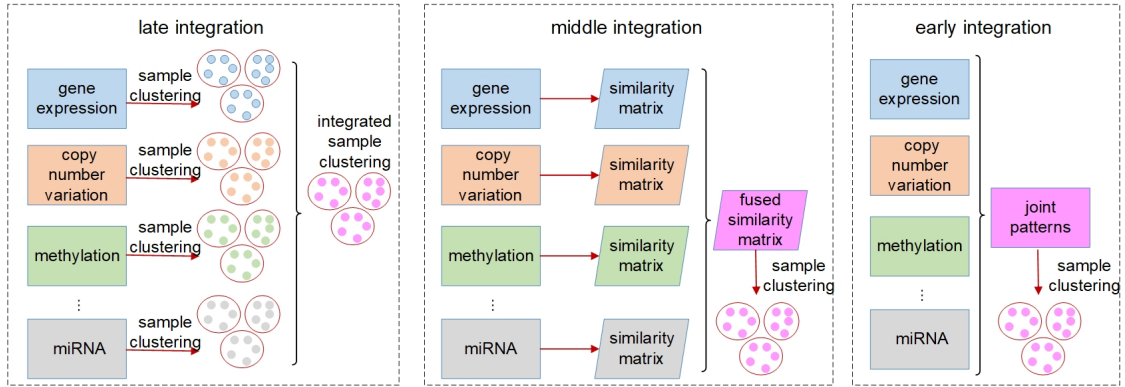 late integration
gene
expression
sample
clustering
copy
number
variation
sample
clustering
methylation
sample
clustering
⋮
miRNA
sample
clustering
integrated
sample
clustering
middle integration
gene
expression
similarity
matrix
copy
number
variation
similarity
matrix
methylation
similarity
matrix
⋮
miRNA
similarity
matrix
fused
similarity
matrix
sample
clustering
early integration
gene
expression
copy
number
variation
methylation
⋮
miRNA
joint
patterns
sample
clustering